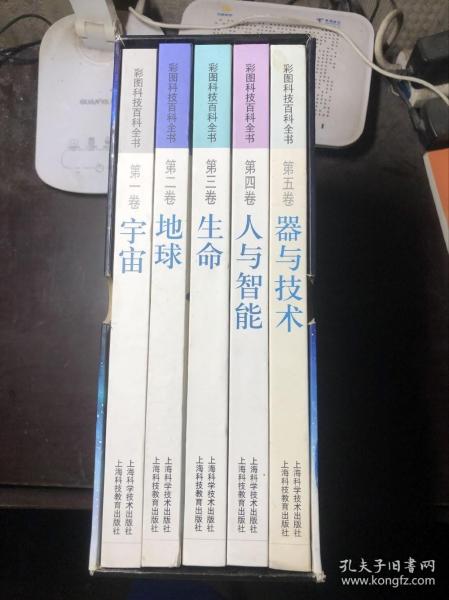 彩图科技百科全书
第一卷
宇宙
上海科学技术出版社
上海科技教育出版社
彩图科技百科全书
第二卷
地球
上海科学技术出版社
上海科技教育出版社
彩图科技百科全书
第三卷
生命
上海科学技术出版社
上海科技教育出版社
彩图科技百科全书
第四卷
人与智能
上海科学技术出版社
上海科技教育出版社
彩图科技百科全书
第五卷
器与技术
上海科学技术出版社
上海科技教育出版社
孔夫子旧书网
www.kongfz.com